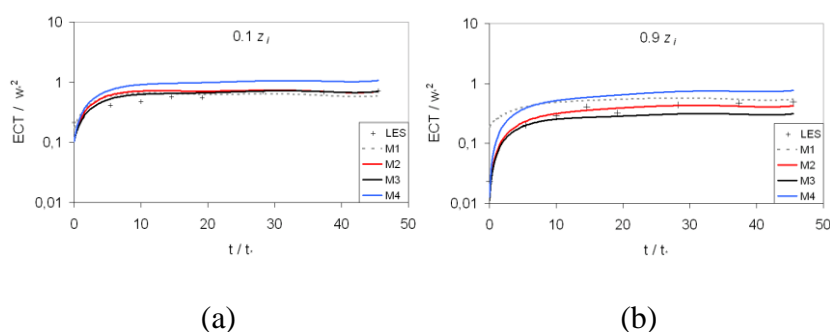 0.1 z i
10
1
0,1
0,01
ECT / w*²
0 10 20 30 40 50
t / t*
LES
M1
M2
M3
M4
(a)
0.9 z i
10
1
0,1
0,01
ECT / w*²
0 10 20 30 40 50
t / t*
LES
M1
M2
M3
M4
(b)